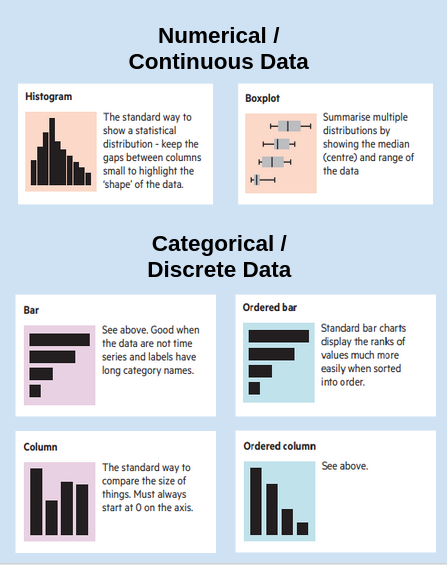 Numerical /
Continuous Data
Histogram
The standard way to
show a statistical
distribution - keep the
gaps between columns
small to highlight the
‘shape’ of the data.
Boxplot
Summarise multiple
distributions by
showing the median
(centre) and range of
the data
Categorical /
Discrete Data
Bar
See above. Good when
the data are not time
series and labels have
long category names.
Ordered bar
Standard bar charts
display the ranks of
values much more
easily when sorted
into order.
Column
The standard way to
compare the size of
things. Must always
start at 0 on the axis.
Ordered column
See above.